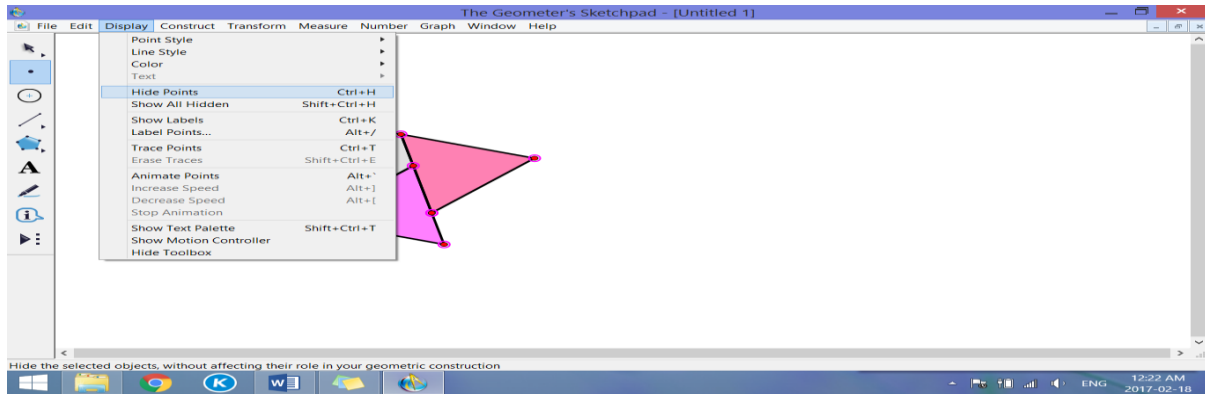 The Geometer's Sketchpad - [Untitled 1]
File Edit Display Construct Transform Measure Number Graph Window Help
Point Style
Line Style
Color
Text
Hide Points Ctrl+H
Show All Hidden Shift+Ctrl+H
Show Labels Ctrl+K
Label Points... Alt+/
Trace Points Ctrl+T
Erase Traces Shift+Ctrl+E
Animate Points Alt+`
Increase Speed Alt+]
Decrease Speed Alt+[
Stop Animation
Show Text Palette Shift+Ctrl+T
Show Motion Controller
Hide Toolbox
A
Hide the selected objects, without affecting their role in your geometric construction
K
W
ENG
12:22 AM
2017-02-18